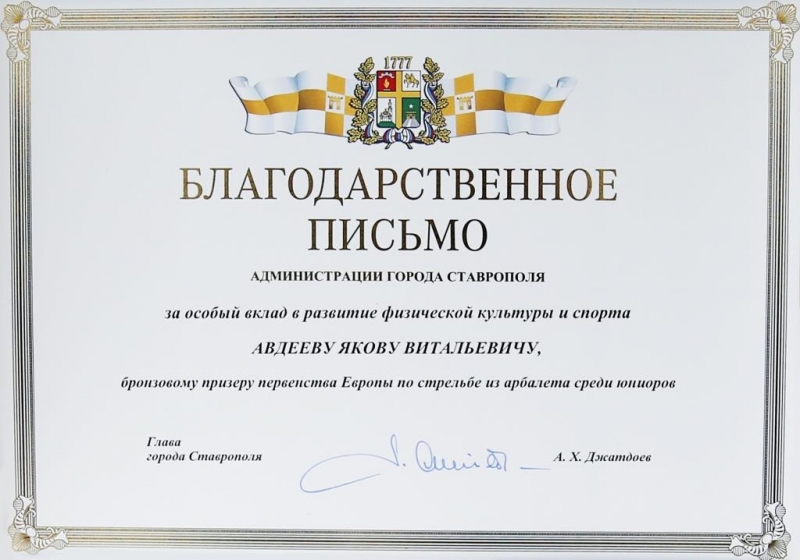 1777
БЛАГОДАРСТВЕННОЕ
ПИСЬМО
АДМИНИСТРАЦИИ ГОРОДА СТАВРОПОЛЯ
за особый вклад в развитие физической культуры и спорта
АВДЕЕВУ ЯКОВУ ВИТАЛЬЕВИЧУ,
бронзовому призеру первенства Европы по стрельбе из арбалета среди юниоров
Глава
города Ставрополя
А. Х. Джатдоев